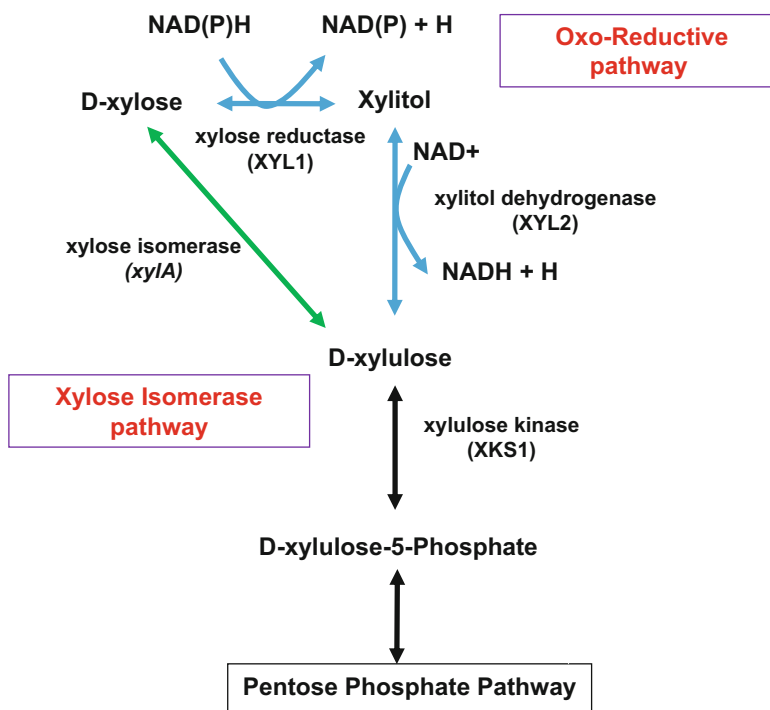 NAD(P)H
NAD(P) + H
Oxo-Reductive
pathway
D-xylose
Xylitol
xylose reductase
(XYL1)
NAD+
xylitol dehydrogenase
(XYL2)
xylose isomerase
(xylA)
NADH + H
D-xylulose
Xylose Isomerase
pathway
xylulose kinase
(XKS1)
D-xylulose-5-Phosphate
Pentose Phosphate Pathway